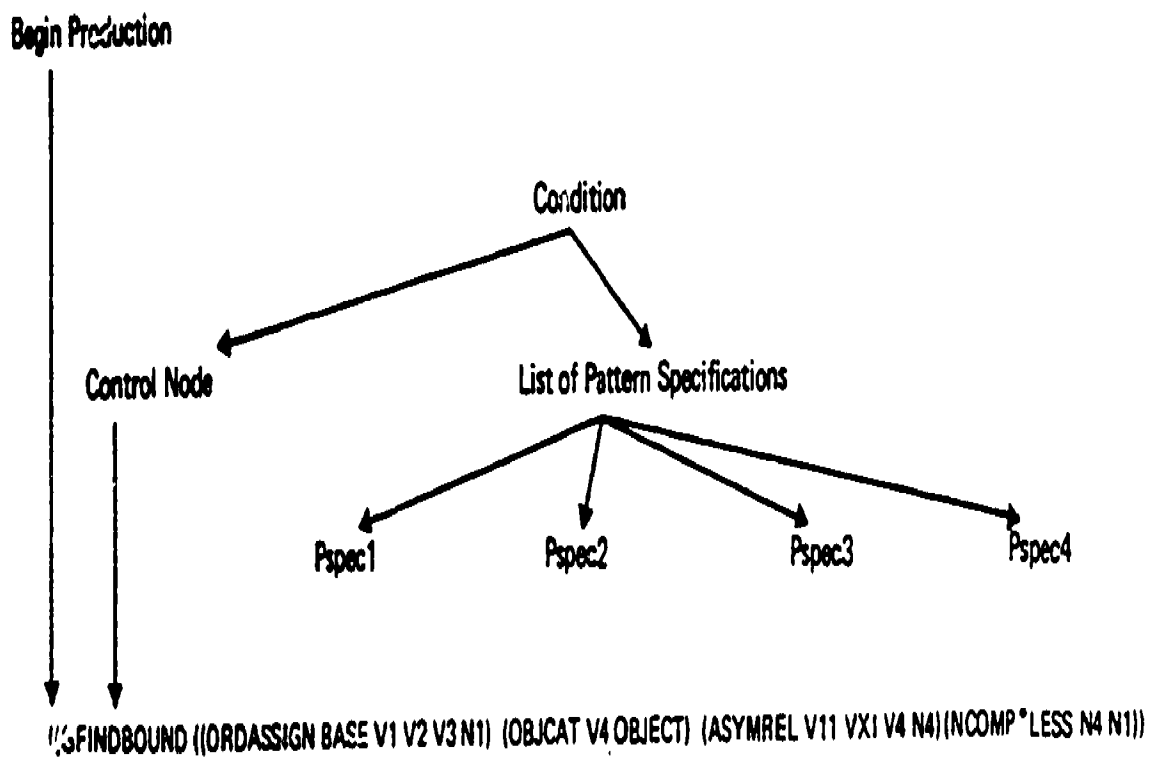 Begin Production
Condition
Control Node
List of Pattern Specifications
Pspec1 Pspec2 Pspec3 Pspec4
((GFINDBOUND ((ORDASSIGN BASE V1 V2 V3 N1) (OBJCAT V4 OBJECT) (ASYMREL V11 VX1 V4 N4) (NCOMP *LESS N4 N1))